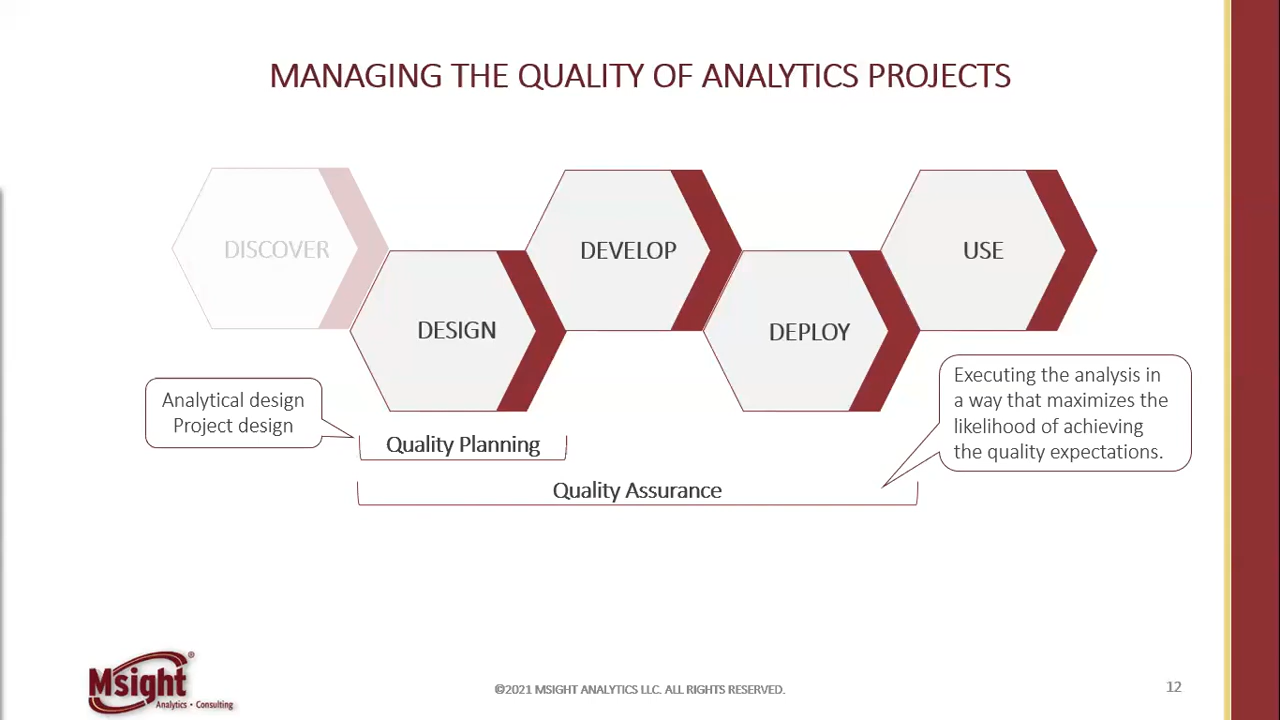 MANAGING THE QUALITY OF ANALYTICS PROJECTS
DISCOVER
DESIGN
DEVELOP
DEPLOY
USE
Analytical design
Project design
Quality Planning
Quality Assurance
Executing the analysis in
a way that maximizes the
likelihood of achieving
the quality expectations.
Msight®
Analytics • Consulting
©2021 MSIGHT ANALYTICS LLC. ALL RIGHTS RESERVED.
12